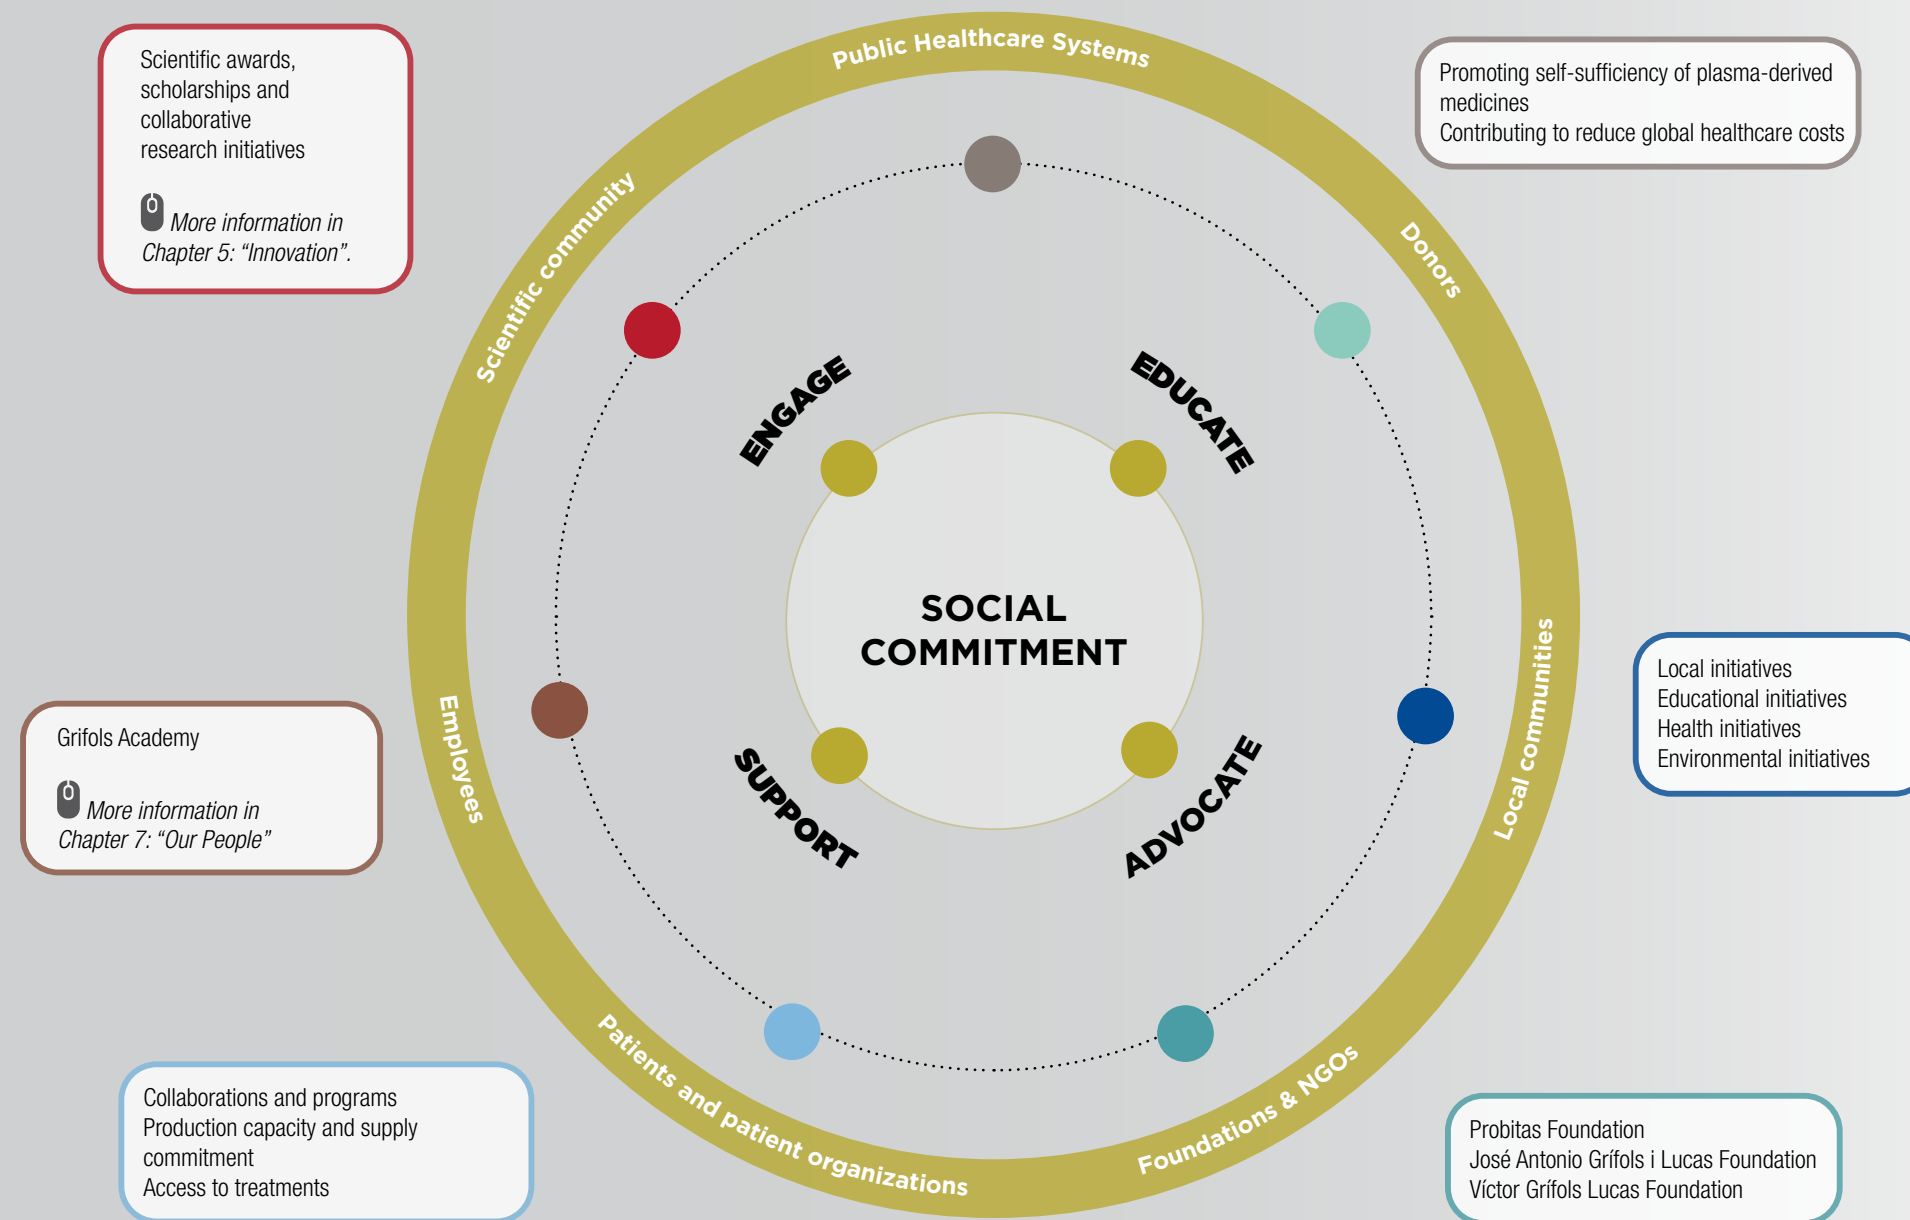 Public Healthcare Systems
Scientific awards,
scholarships and
collaborative
research initiatives
More information in
Chapter 5: “Innovation”.
Promoting self-sufficiency of plasma-derived
medicines
Contributing to reduce global healthcare costs
Scientific community
Donors
ENGAGE
EDUCATE
SOCIAL
COMMITMENT
Local communities
Local initiatives
Educational initiatives
Health initiatives
Environmental initiatives
Employees
Grifols Academy
More information in
Chapter 7: “Our People”
SUPPORT
ADVOCATE
Patients and patient organizations
Foundations & NGOs
Collaborations and programs
Production capacity and supply
commitment
Access to treatments
Probitas Foundation
José Antonio Grífols i Lucas Foundation
Víctor Grífols Lucas Foundation